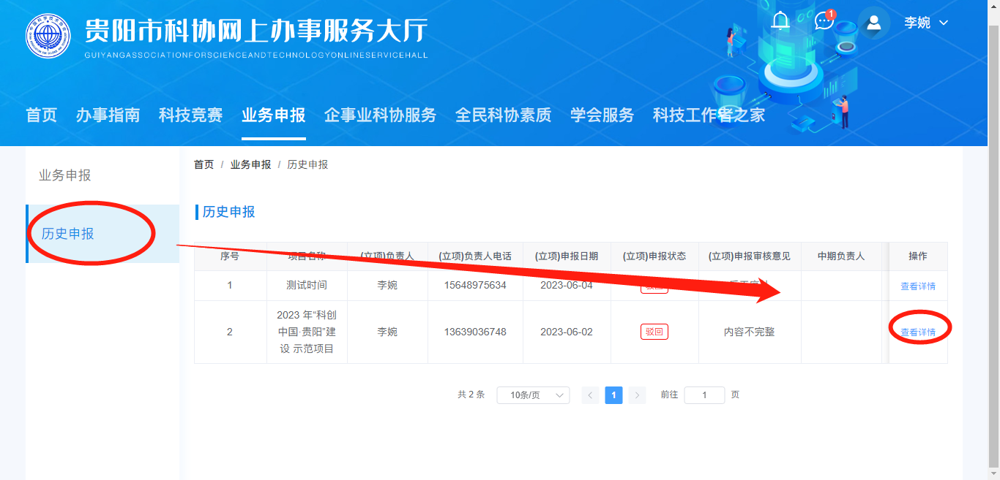 贵阳市科协网上办事服务大厅
GUIYANGASSOCIATIONFORSCIENCEANDTECHNOLOGYONLINESERVICEHALL
1
李婉
首页 办事指南 科技竞赛 业务申报 企事业科协服务 全民科协素质 学会服务 科技工作者之家
业务申报
历史申报
首页 / 业务申报 / 历史申报
历史申报
序号 项目名称 (立项)负责人 (立项)负责人电话 (立项)申报日期 (立项)申报状态 (立项)申报审核意见 中期负责人 操作
1 测试时间 李婉 15648975634 2023-06-04 查看详情
2 2023 年“科创中国·贵阳”建设 示范项目 李婉 13639036748 2023-06-02 驳回 内容不完整 查看详情
共 2 条 10条/页 1 前往 1 页